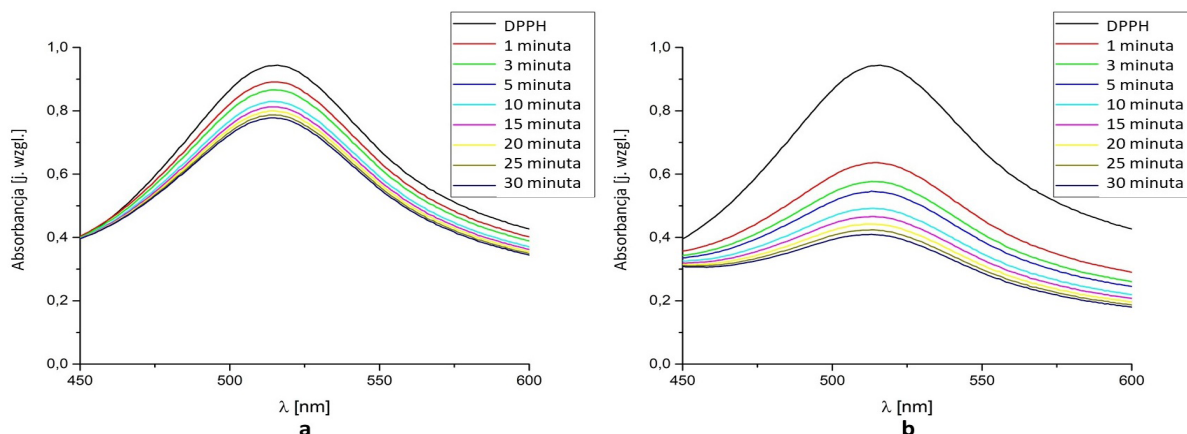 DPPH
1 minuta
3 minuta
5 minuta
10 minuta
15 minuta
20 minuta
25 minuta
30 minuta
1,0
0,8
0,6
0,4
0,2
0,0
Absorbancja [j. wzgl.]
450
500
550
600
λ [nm]
a
DPPH
1 minuta
3 minuta
5 minuta
10 minuta
15 minuta
20 minuta
25 minuta
30 minuta
1,0
0,8
0,6
0,4
0,2
0,0
Absorbancja [j. wzgl.]
450
500
550
600
λ [nm]
b